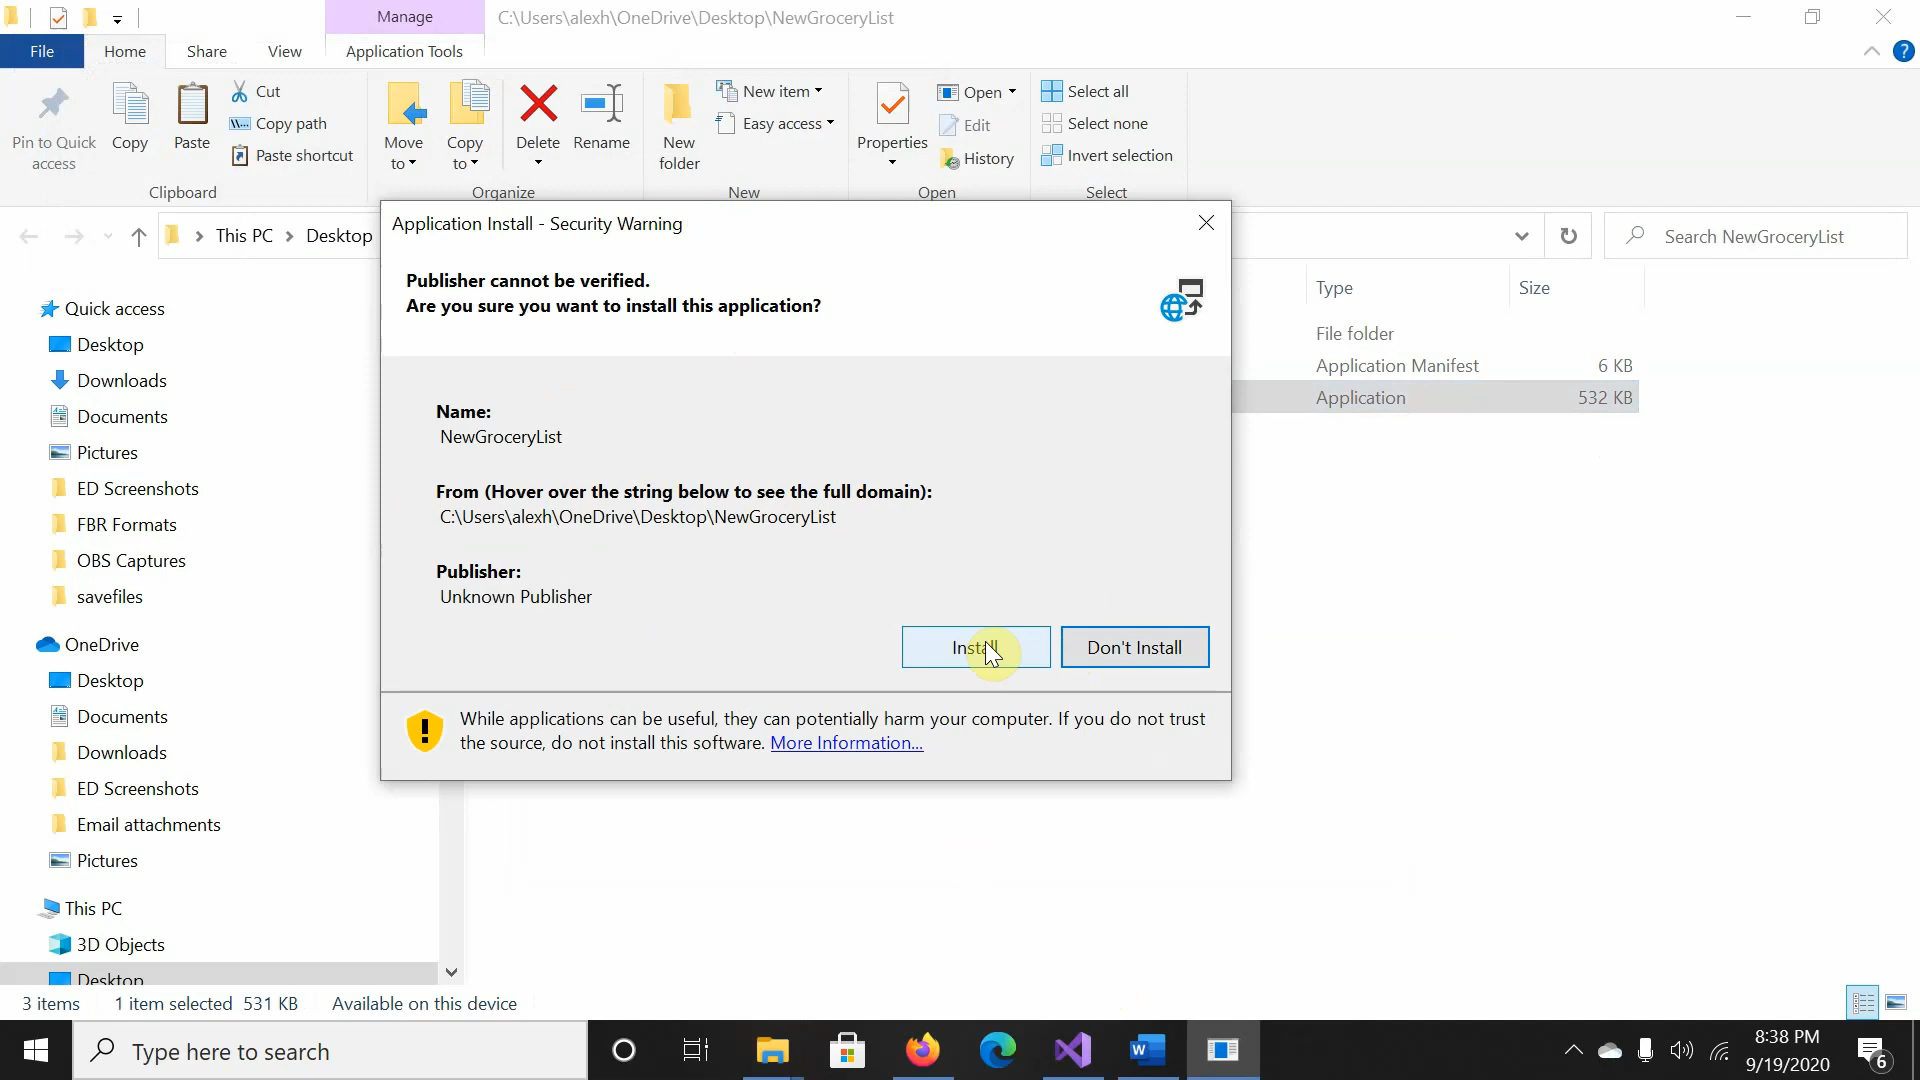 Manage
C:\Users\alexh\OneDrive\Desktop\NewGroceryList
File
Home
Share
View
Application Tools
?
Pin to Quick access
Copy
Paste
Cut
Copy path
Paste shortcut
Clipboard
Move to
Copy to
Delete
Rename
Organize
New folder
New item
Easy access
New
Properties
Open
Edit
History
Open
Select all
Select none
Invert selection
Select
This PC
Desktop
Search NewGroceryList
Type
Size
File folder
Application Manifest
6 KB
Application
532 KB
Quick access
Desktop
Downloads
Documents
Pictures
ED Screenshots
FBR Formats
OBS Captures
savefiles
OneDrive
Desktop
Documents
Downloads
ED Screenshots
Email attachments
Pictures
This PC
3D Objects
Desktop
Application Install - Security Warning
Publisher cannot be verified.
Are you sure you want to install this application?
Name:
NewGroceryList
From (Hover over the string below to see the full domain):
C:\Users\alexh\OneDrive\Desktop\NewGroceryList
Publisher:
Unknown Publisher
Install
Don't Install
While applications can be useful, they can potentially harm your computer. If you do not trust
the source, do not install this software. More Information...
3 items
1 item selected 531 KB
Available on this device
Type here to search
W
8:38 PM
9/19/2020
6